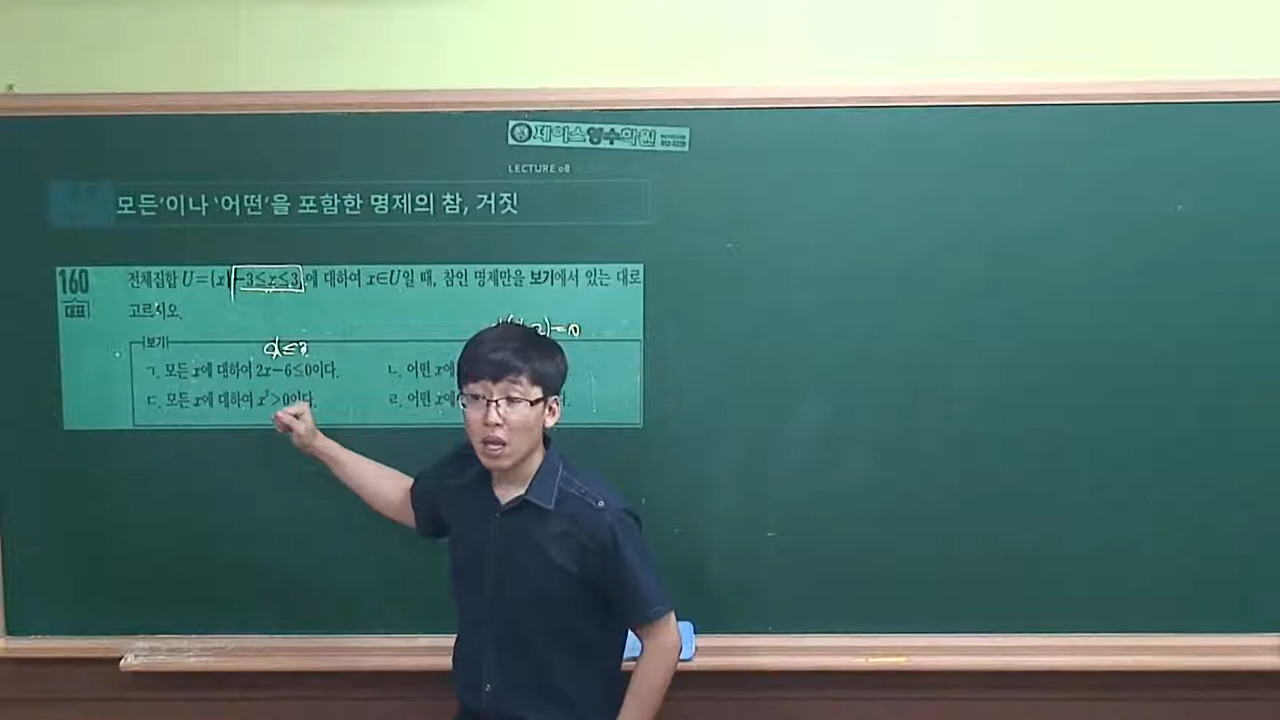 제이스영수학원
LECTURE 08
모든'이나 '어떤'을 포함한 명제의 참, 거짓
160 전체집합 U={x|-3≤x≤3}에 대하여 x∈U일 때, 참인 명제만을 보기에서 있는 대로
대표 고르시오.
보기
x≤3
ㄱ. 모든 x에 대하여 2x-6≤0이다. ㄴ. 어떤 x에
ㄷ. 모든 x에 대하여 x²>0이다. ㄹ. 어떤 x에